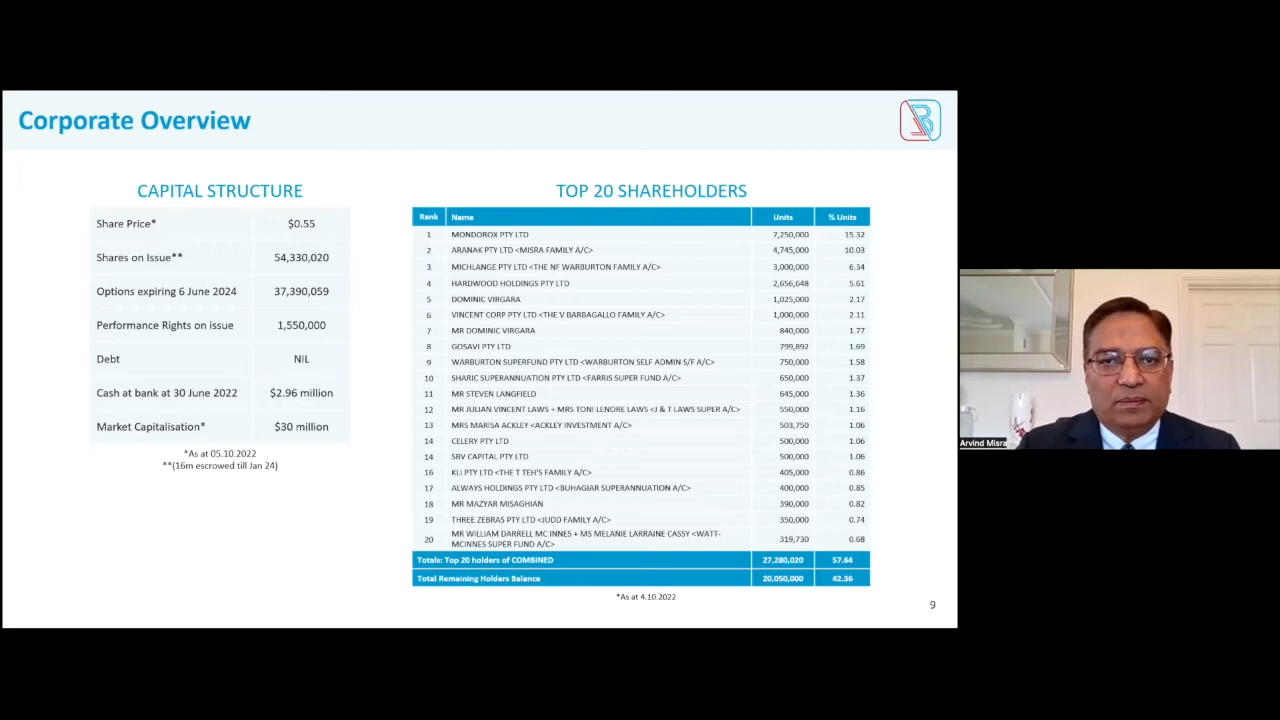 Corporate Overview
CAPITAL STRUCTURE
Share Price* $0.55
Shares on Issue** 54,330,020
Options expiring 6 June 2024 37,390,059
Performance Rights on issue 1,550,000
Debt NIL
Cash at bank at 30 June 2022 $2.96 million
Market Capitalisation* $30 million
*As at 05.10.2022
**(16m escrowed till Jan 24)
TOP 20 SHAREHOLDERS
Rank Name Units % Units
1 MONDOROX PTY LTD 7,250,000 15.32
2 ARANAK PTY LTD <MISRA FAMILY A/C> 4,745,000 10.03
3 MICHLANGE PTY LTD <THE NF WARBURTON FAMILY A/C> 3,000,000 6.34
4 HARDWOOD HOLDINGS PTY LTD 2,656,648 5.61
5 DOMINIC VIRGARA 1,025,000 2.17
6 VINCENT CORP PTY LTD <THE V BARBAGALLO FAMILY A/C> 1,000,000 2.11
7 MR DOMINIC VIRGARA 840,000 1.77
8 GOSAVI PTY LTD 799,892 1.69
9 WARBURTON SUPERFUND PTY LTD <WARBURTON SELF ADMIN S/F A/C> 750,000 1.58
10 SHARIC SUPERANNUATION PTY LTD <FARRIS SUPER FUND A/C> 650,000 1.37
11 MR STEVEN LANGFIELD 645,000 1.36
12 MR JULIAN VINCENT LAWS + MRS TONI LENORE LAWS <J & T LAWS SUPER A/C> 550,000 1.16
13 MRS MARISA ACKLEY <ACKLEY INVESTMENT A/C> 503,750 1.06
14 CELERY PTY LTD 500,000 1.06
14 SBV CAPITAL PTY LTD 500,000 1.06
16 KLI PTY LTD <THE T TEH'S FAMILY A/C> 405,000 0.86
17 ALWAYS HOLDINGS PTY LTD <BUHAGIAR SUPERANNUATION A/C> 400,000 0.85
18 MR MAZYAR MISAGHIAN 390,000 0.82
19 THREE ZEBRAS PTY LTD <JUDD FAMILY A/C> 350,000 0.74
20 MR WILLIAM DARRELL MC INNES + MS MELANIE LARRAINE CASSY <WATT-
MCINNES SUPER FUND A/C> 319,730 0.68
Totals: Top 20 holders of COMBINED 27,280,020 57.64
Total Remaining Holders Balance 20,050,000 42.36
*As at 4.10.2022
9
Arvind Misra